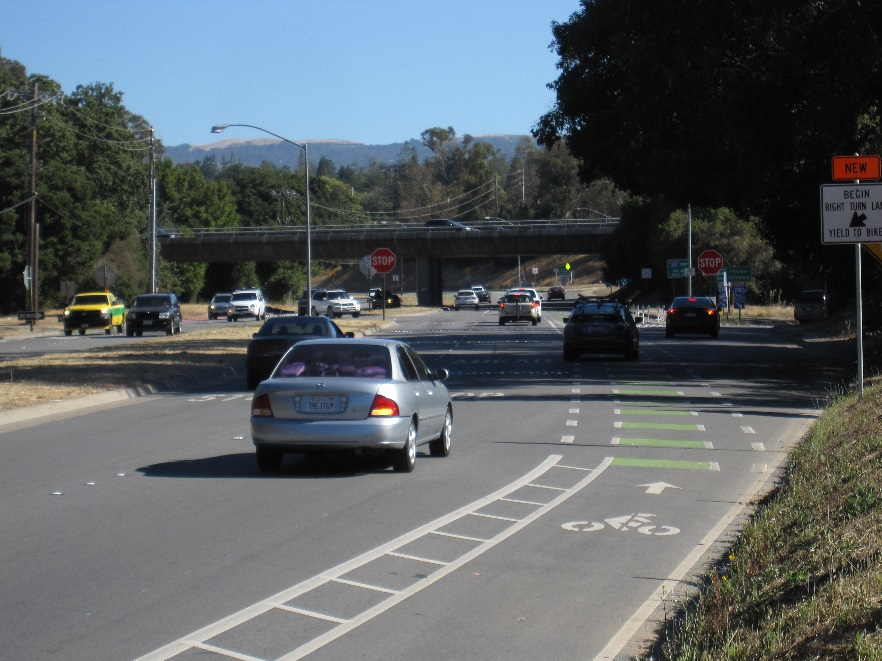 NEW
BEGIN
RIGHT TURN LAN
YIELD TO BIKE
STOP
STOP